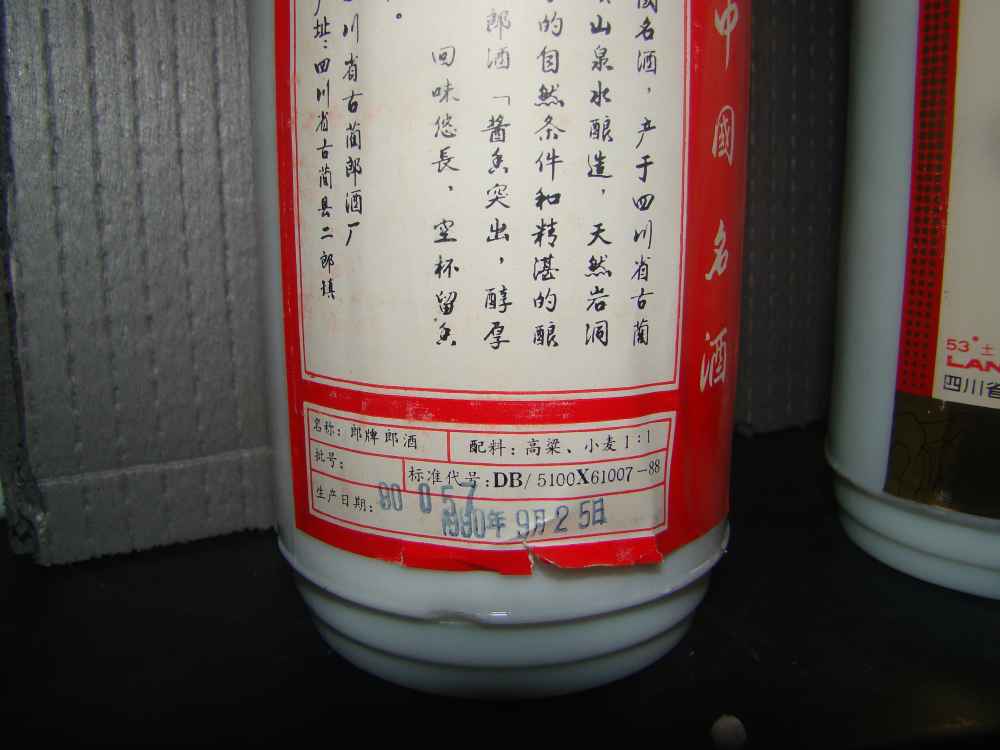 国名酒，产于四川省古蔺
山泉水酿造，天然岩洞
的自然条件和精湛的酿
郎酒「酱香突出，醇厚
回味悠長，空杯留香
。
川省古蔺郎酒厂
址：四川省古蔺县二郎填
中國名酒
名称：郎牌郎酒
配料：高粱、小麦1:1
批号：
标准代号：DB/5100X61007-88
90 057
生产日期：
1990年9月25日
53°
LAN
四川省